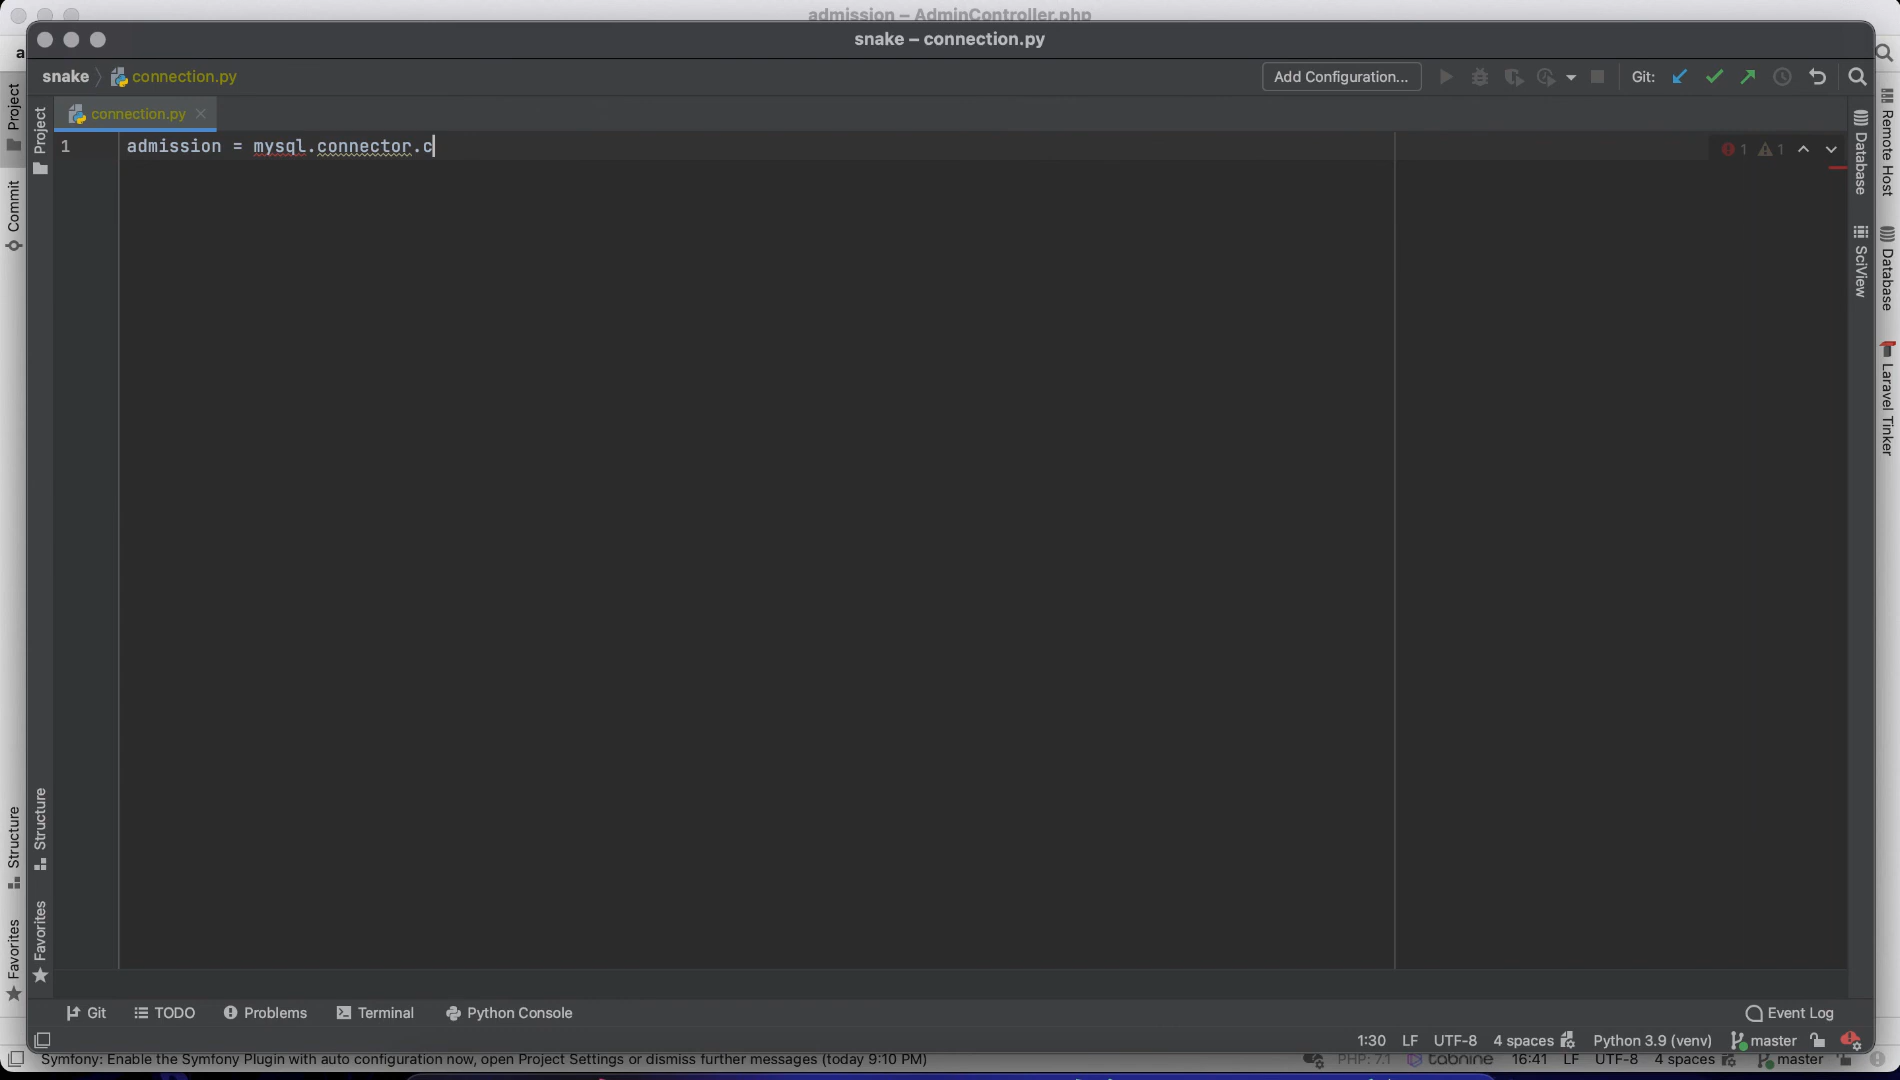 admission – AdminController.php
snake – connection.py
a
snake
connection.py
Add Configuration...
Git:
Project
Commit
Structure
Favorites
Project
connection.py
1
admission = mysql.connector.c
1
1
Database
SciView
Remote Host
Database
Laravel Tinker
Structure
Favorites
Git
TODO
Problems
Terminal
Python Console
Event Log
1:30
LF
UTF-8
4 spaces
Python 3.9 (venv)
master
Symfony: Enable the Symfony Plugin with auto configuration now, open Project Settings or dismiss further messages (today 9:10 PM)
PHP: 7.1
tabnine
16:41
LF
UTF-8
4 spaces
master